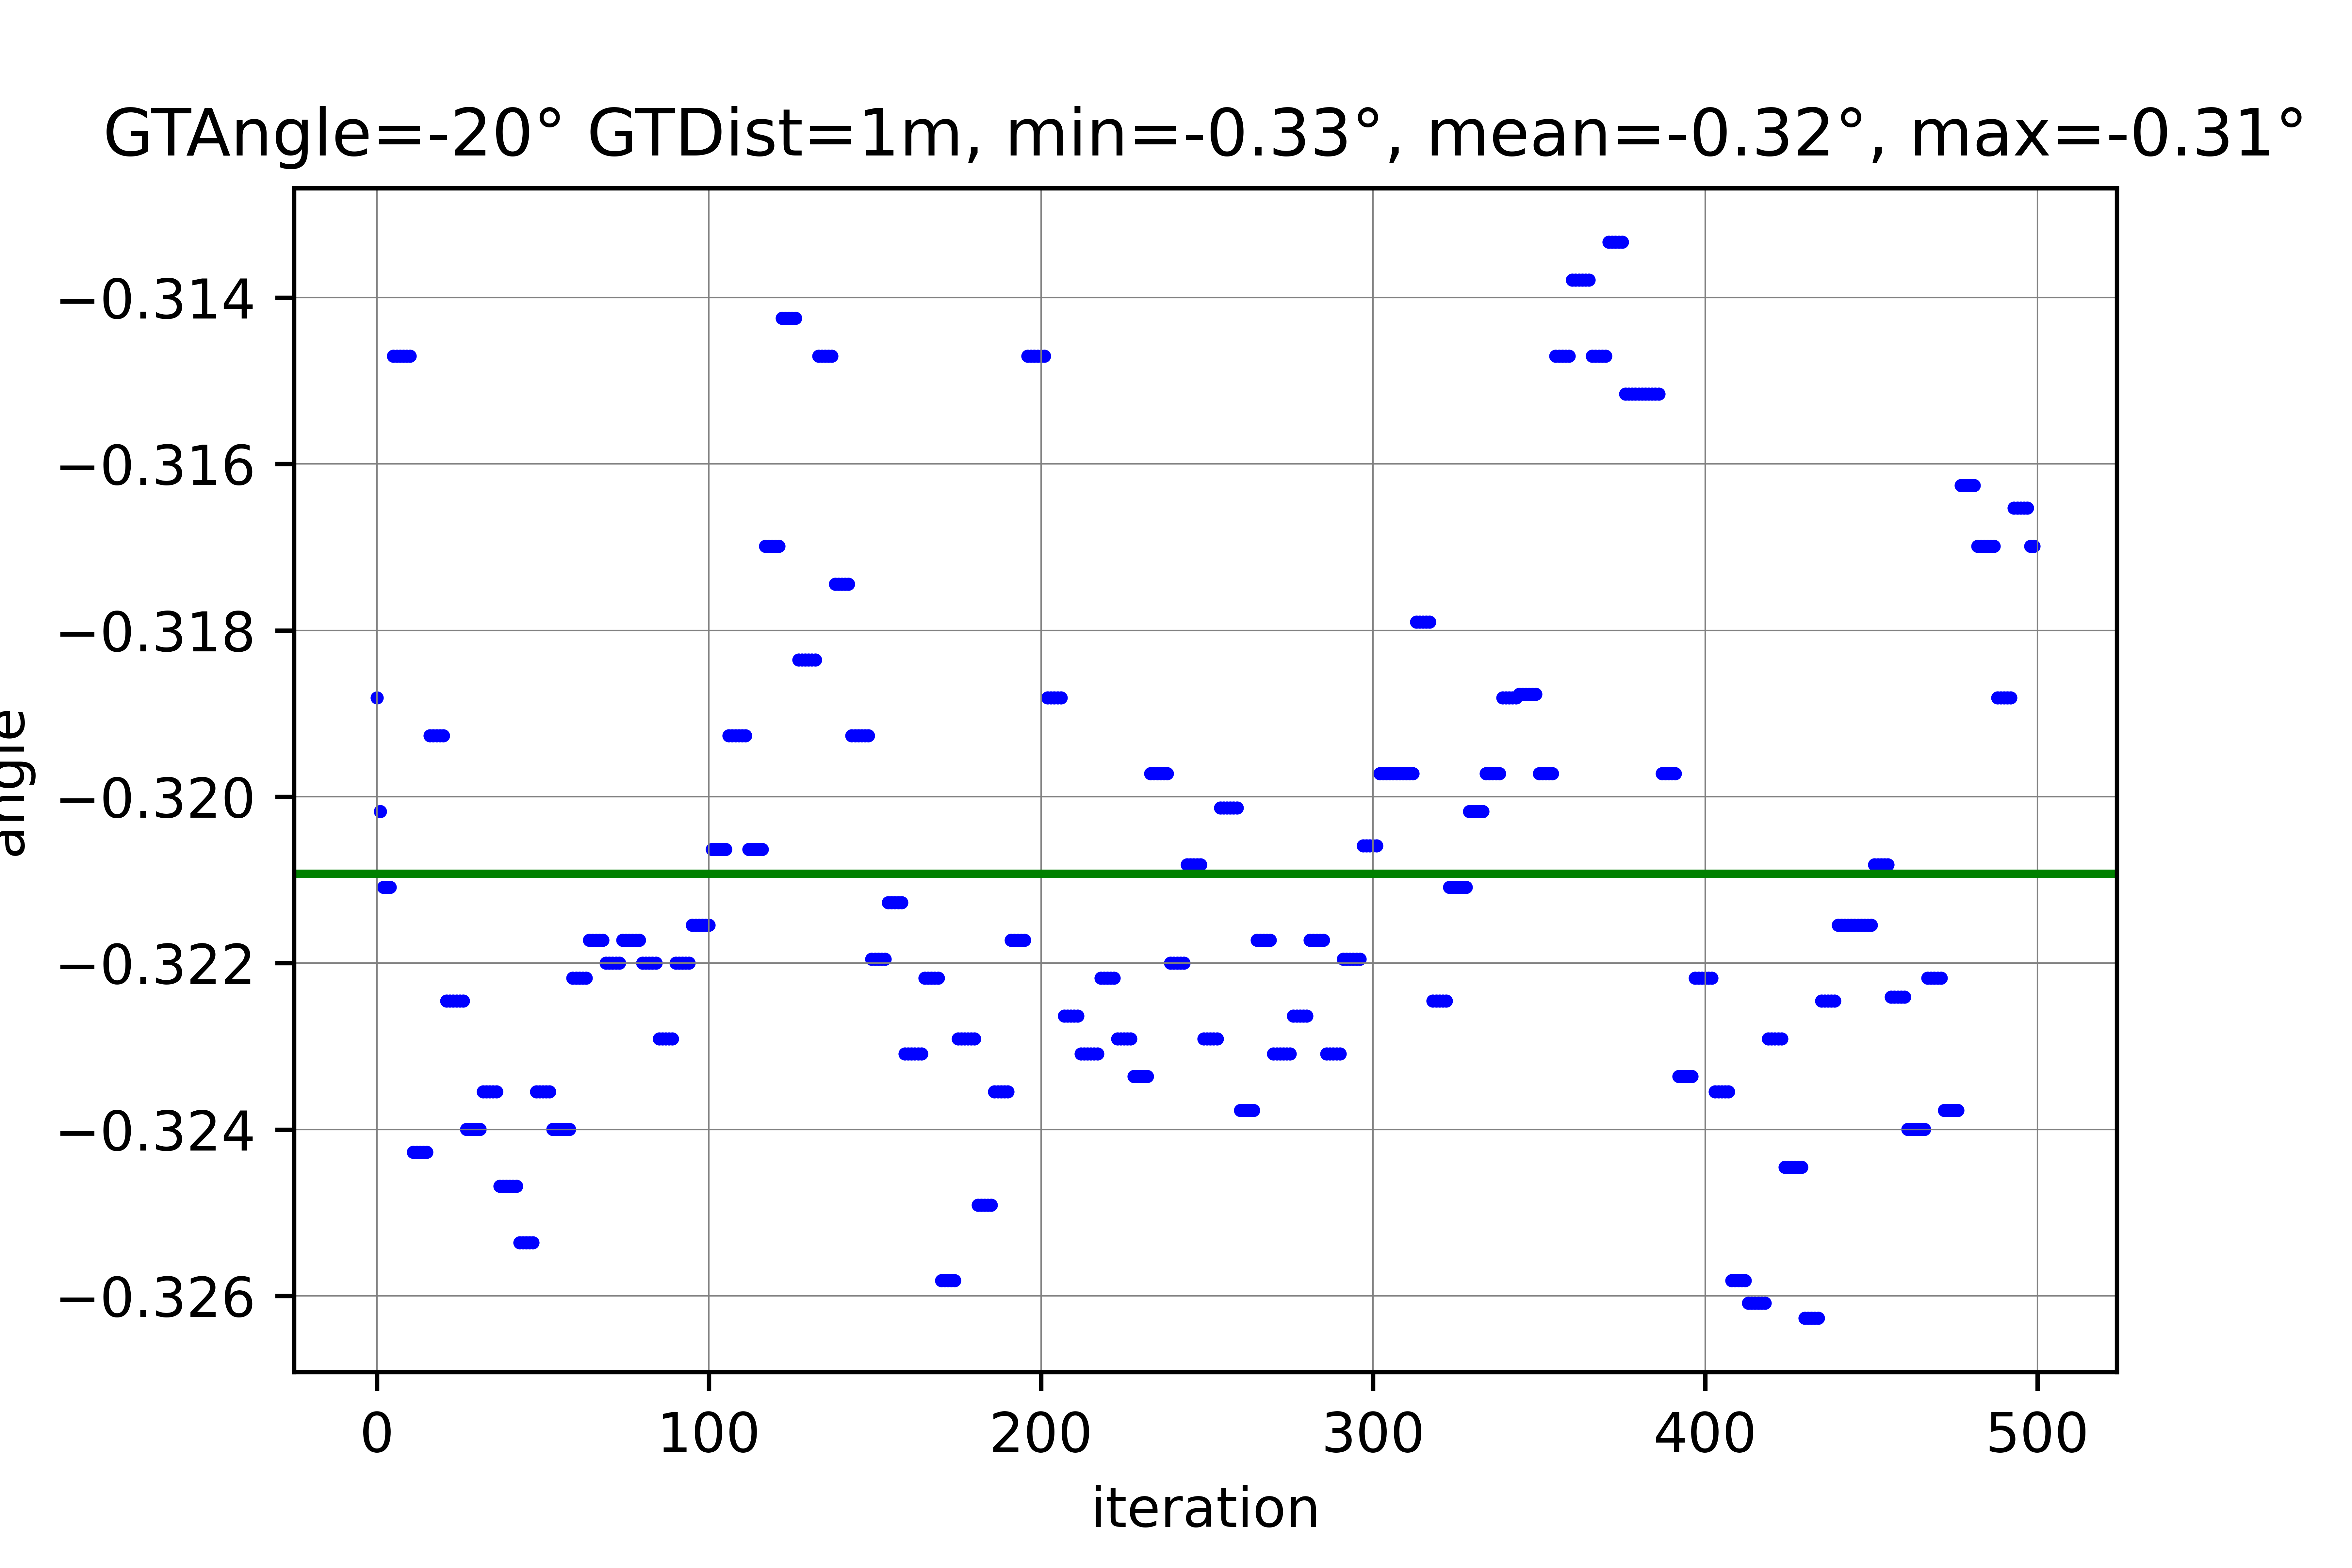 GTAngle=-20° GTDist=1m, min=-0.33°, mean=-0.32°, max=-0.31°
−0.314
−0.316
−0.318
−0.320
−0.322
−0.324
−0.326
angle
0 100 200 300 400 500
iteration